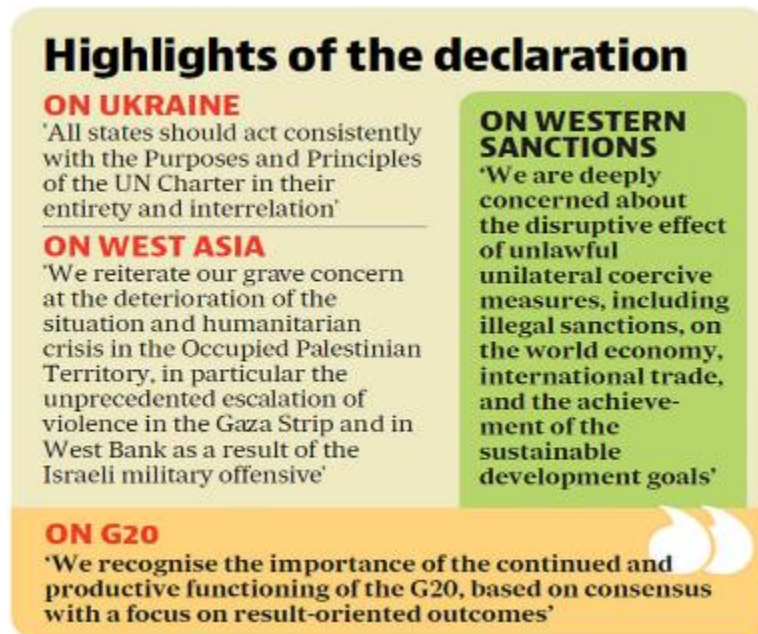 Highlights of the declaration
ON UKRAINE
'All states should act consistently
with the Purposes and Principles
of the UN Charter in their
entirety and interrelation'
ON WEST ASIA
'We reiterate our grave concern
at the deterioration of the
situation and humanitarian
crisis in the Occupied Palestinian
Territory, in particular the
unprecedented escalation of
violence in the Gaza Strip and in
West Bank as a result of the
Israeli military offensive'
ON WESTERN
SANCTIONS
‘We are deeply
concerned about
the disruptive effect
of unlawful
unilateral coercive
measures, including
illegal sanctions, on
the world economy,
international trade,
and the achieve-
ment of the
sustainable
development goals’
ON G20
‘We recognise the importance of the continued and
productive functioning of the G20, based on consensus
with a focus on result-oriented outcomes’